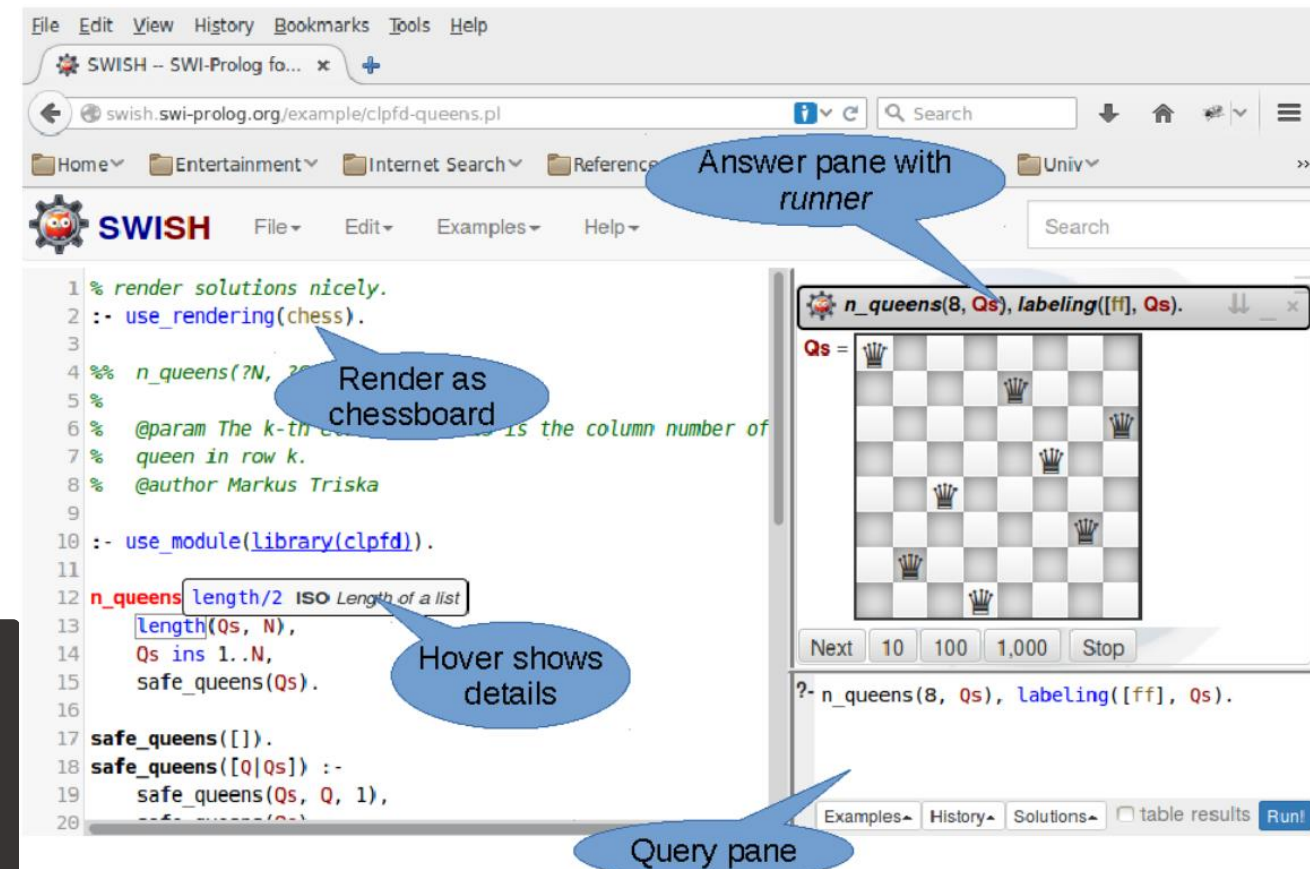 File Edit View History Bookmarks Tools Help
SWISH -- SWI-Prolog fo...
swish.swi-prolog.org/example/clpfd-queens.pl
Search
Home
Entertainment
Internet Search
Reference
Univ
Answer pane with
runner
SWISH File Edit Examples Help
Search
1 % render solutions nicely.
2 :- use_rendering(chess).
3
4 %% n_queens(?N,
Render as
chessboard
5 %
6 % @param The k-th is the column number of
7 % queen in row k.
8 % @author Markus Triska
9
10 :- use_module(library(clpfd)).
11
12 n_queens length/2 ISO Length of a list
13 length(Qs, N),
14 Qs ins 1..N,
15 safe_queens(Qs).
Hover shows
details
16
17 safe_queens([]).
18 safe_queens([Q|Qs]) :-
19 safe_queens(Qs, Q, 1),
20
n_queens(8, Qs), labeling([ff], Qs).
Qs =
Next 10 100 1,000 Stop
?- n_queens(8, Qs), labeling([ff], Qs).
Examples History Solutions table results Run!
Query pane